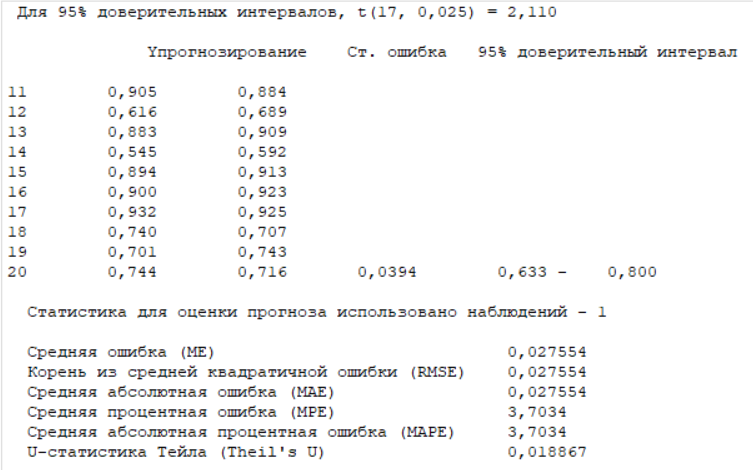 Для 95% доверительных интервалов, t(17, 0,025) = 2,110
Yпрогнозирование Ст. ошибка 95% доверительный интервал
11 0,905 0,884
12 0,616 0,689
13 0,883 0,909
14 0,545 0,592
15 0,894 0,913
16 0,900 0,923
17 0,932 0,925
18 0,740 0,707
19 0,701 0,743
20 0,744 0,716 0,0394 0,633 - 0,800
Статистика для оценки прогноза использовано наблюдений - 1
Средняя ошибка (ME) 0,027554
Корень из средней квадратичной ошибки (RMSE) 0,027554
Средняя абсолютная ошибка (MAE) 0,027554
Средняя процентная ошибка (MPE) 3,7034
Средняя абсолютная процентная ошибка (MAPE) 3,7034
U-статистика Тейла (Theil's U) 0,018867